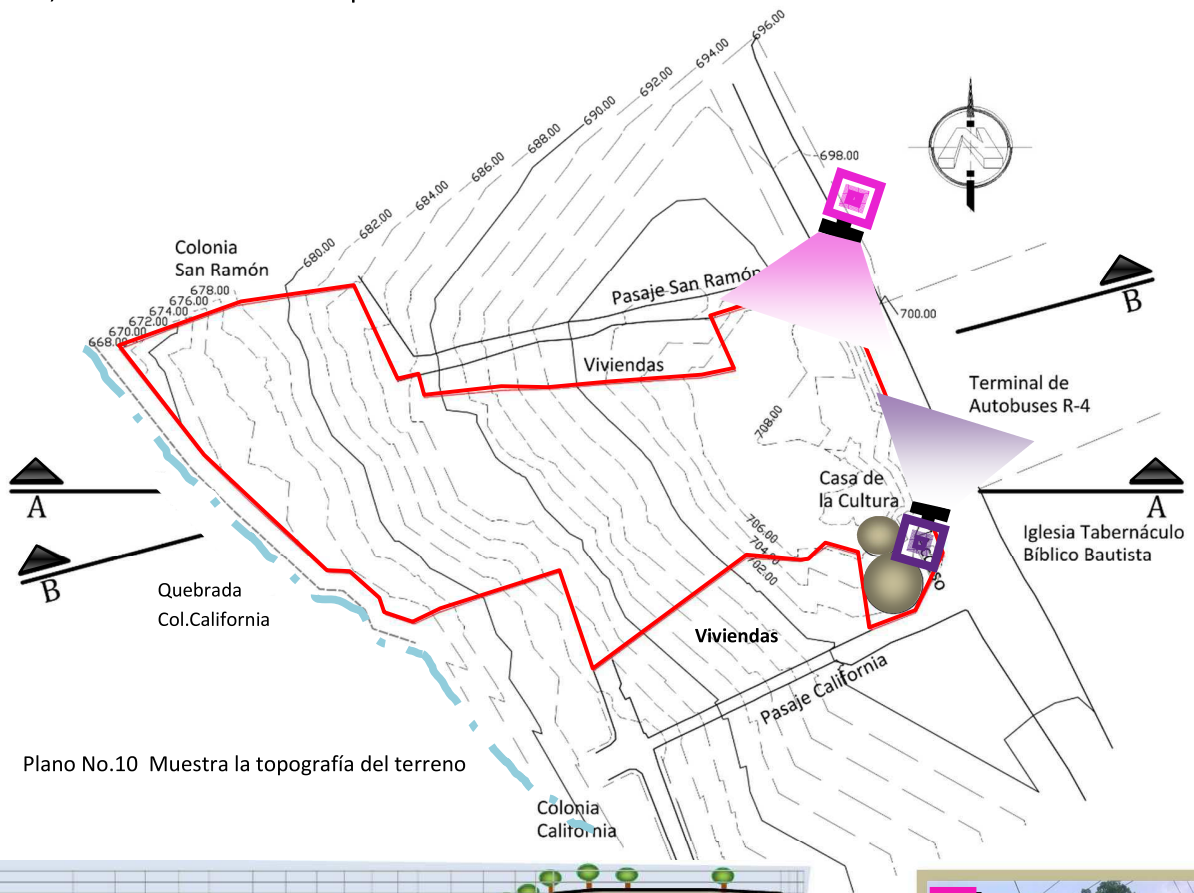 696.00
694.00
692.00
690.00
688.00
686.00
684.00
682.00
680.00
698.00
N
Colonia
San Ramón
678.00
676.00
674.00
672.00
670.00
668.00
Pasaje San Ramón
B
700.00
Viviendas
Terminal de
Autobuses R-4
708.00
Casa de
la Cultura
A
A
706.00
704.00
702.00
Iglesia Tabernáculo
Bíblico Bautista
B
Quebrada
Col.California
Viviendas
Pasaje California
Plano No.10 Muestra la topografía del terreno
Colonia
California